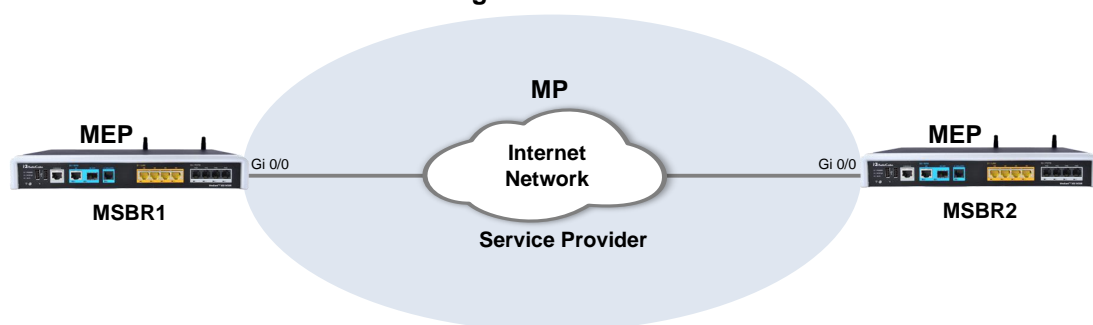 MP
MEP
MEP
Gi 0/0
Internet
Network
Gi 0/0
MSBR1
MSBR2
Service Provider